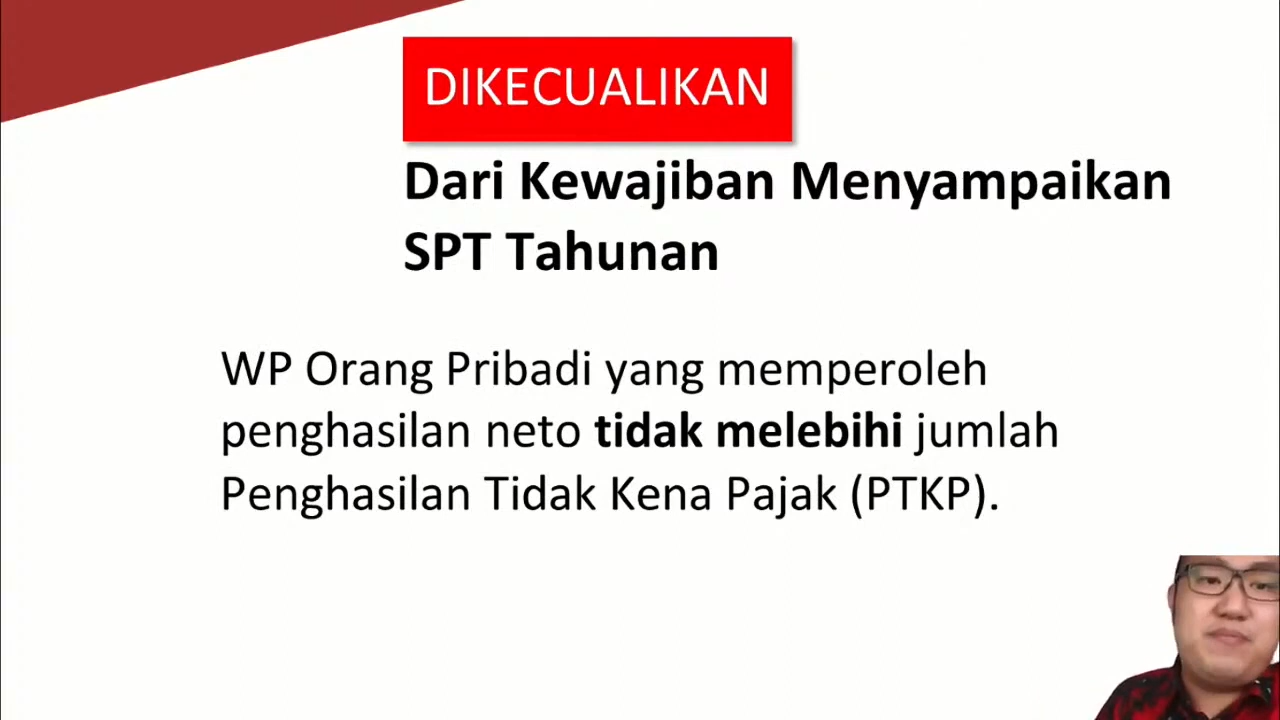 DIKECUALIKAN
Dari Kewajiban Menyampaikan
SPT Tahunan
WP Orang Pribadi yang memperoleh
penghasilan neto tidak melebihi jumlah
Penghasilan Tidak Kena Pajak (PTKP).